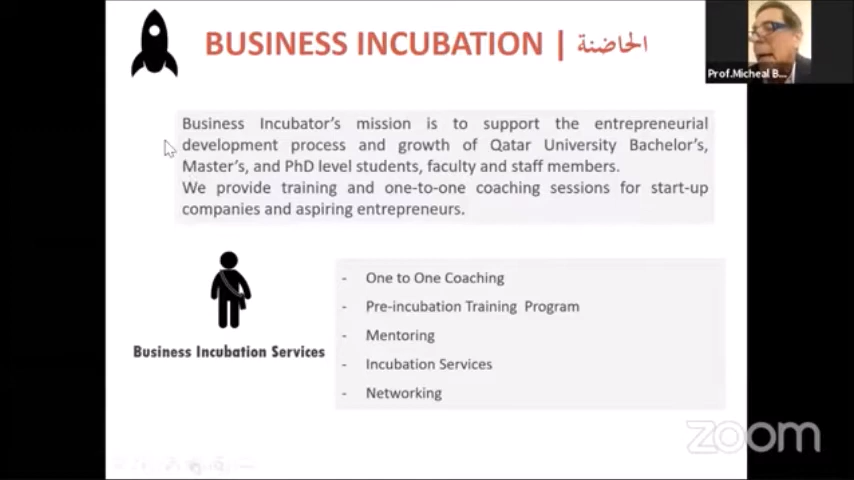 BUSINESS INCUBATION | الحاضنة
Prof.Micheal B...
Business Incubator's mission is to support the entrepreneurial
development process and growth of Qatar University Bachelor's,
Master's, and PhD level students, faculty and staff members.
We provide training and one-to-one coaching sessions for start-up
companies and aspiring entrepreneurs.
- One to One Coaching
- Pre-incubation Training Program
- Mentoring
- Incubation Services
- Networking
Business Incubation Services
zoom